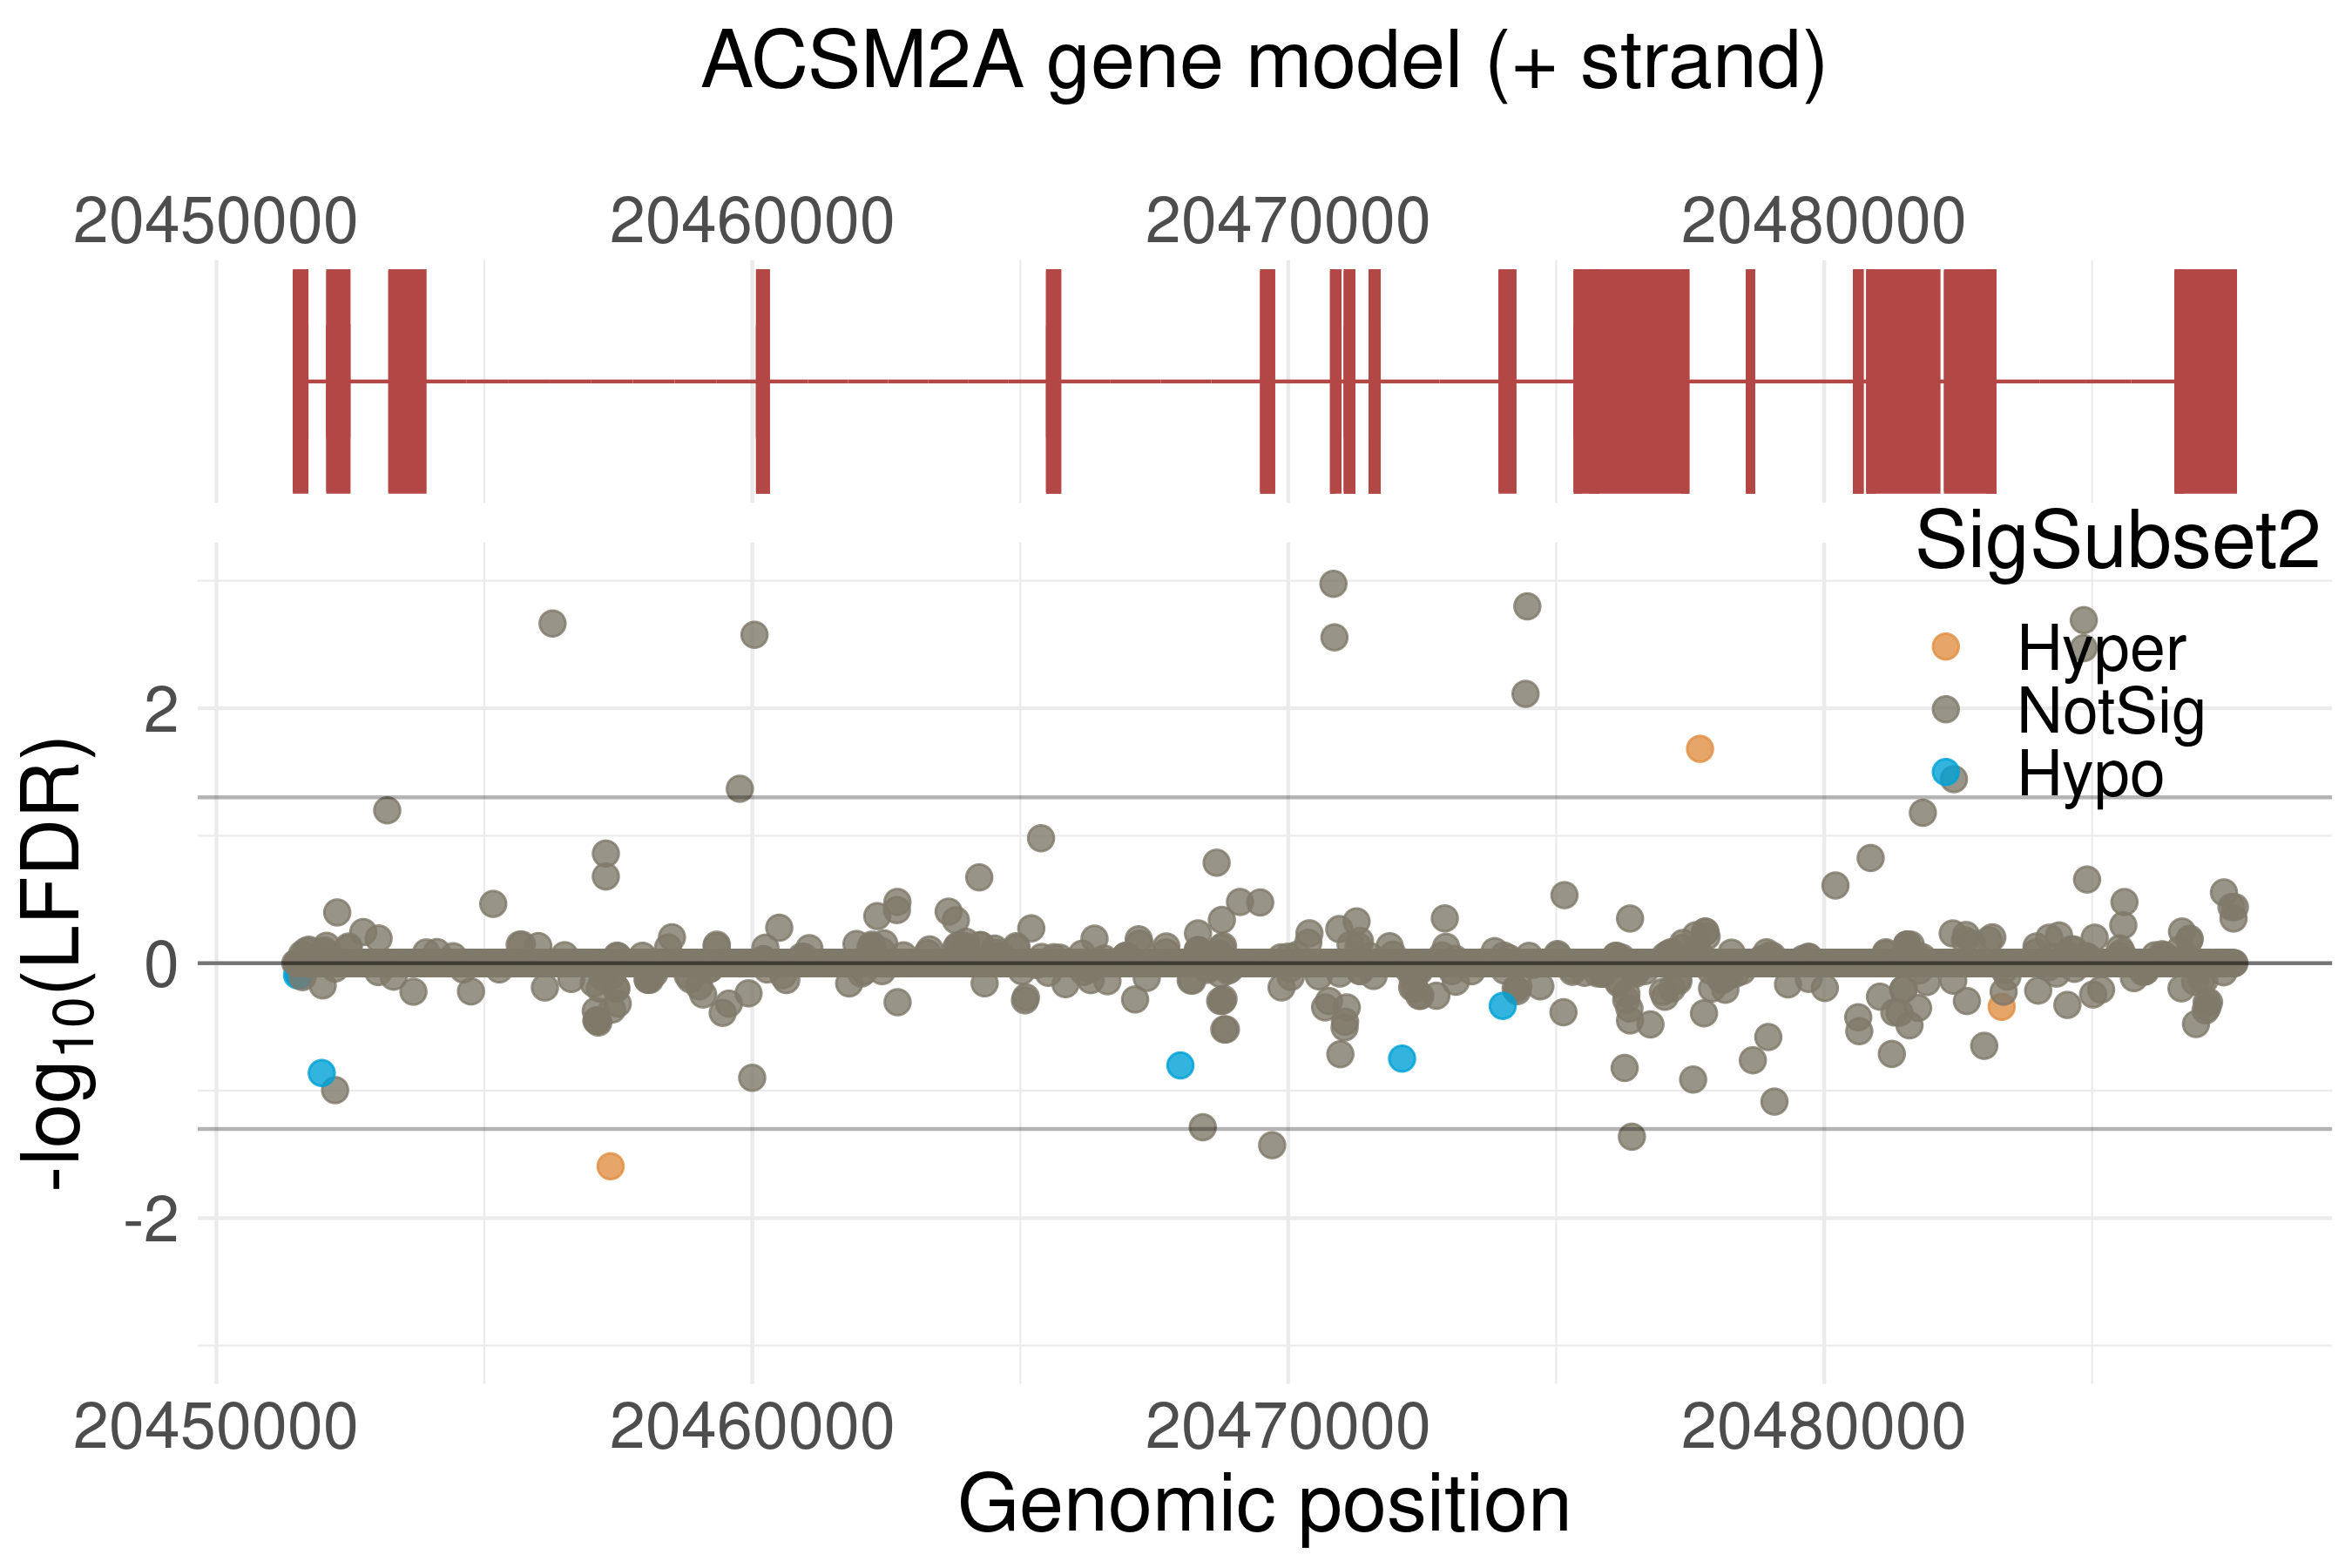 ACSM2A gene model (+ strand)
20450000 20460000 20470000 20480000
SigSubset2
Hyper
NotSig
Hypo
2
0
-2
-log10(LFDR)
20450000 20460000 20470000 20480000
Genomic position